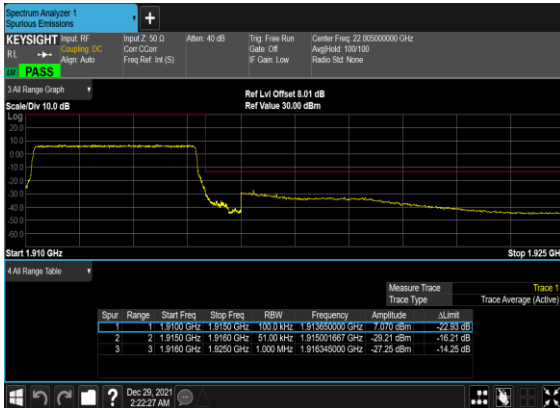 Spectrum Analyzer 1
Spurious Emissions
+
KEYSIGHT Input: RF Input Z: 50 Ω Atten: 40 dB Trig: Free Run Center Freq: 22.005000000 GHz
RL Coupling: DC Corr CCorr Gate: Off Avg|Hold: 100/100
Align: Auto Freq Ref: Int (S) IF Gain: Low Radio Std: None
LXI PASS
3 All Range Graph
Ref Lvl Offset 8.01 dB
Scale/Div 10.0 dB Ref Value 30.00 dBm
Log
20.0
10.0
0.00
-10.0
-20.0
-30.0
-40.0
-50.0
-60.0
Start 1.910 GHz Stop 1.925 GH
4 All Range Table
Measure Trace Trace 1
Trace Type Trace Average (Active)
Spur Range Start Freq Stop Freq RBW Frequency Amplitude ΔLimit
1 1 1.9100 GHz 1.9150 GHz 100.0 kHz 1.913650000 GHz 7.070 dBm -22.93 dB
2 2 1.9150 GHz 1.9160 GHz 51.00 kHz 1.915001667 GHz -29.21 dBm -16.21 dB
3 3 1.9160 GHz 1.9250 GHz 1.000 MHz 1.916345000 GHz -27.25 dBm -14.25 dB
? Dec 29, 2021
2:22:27 AM